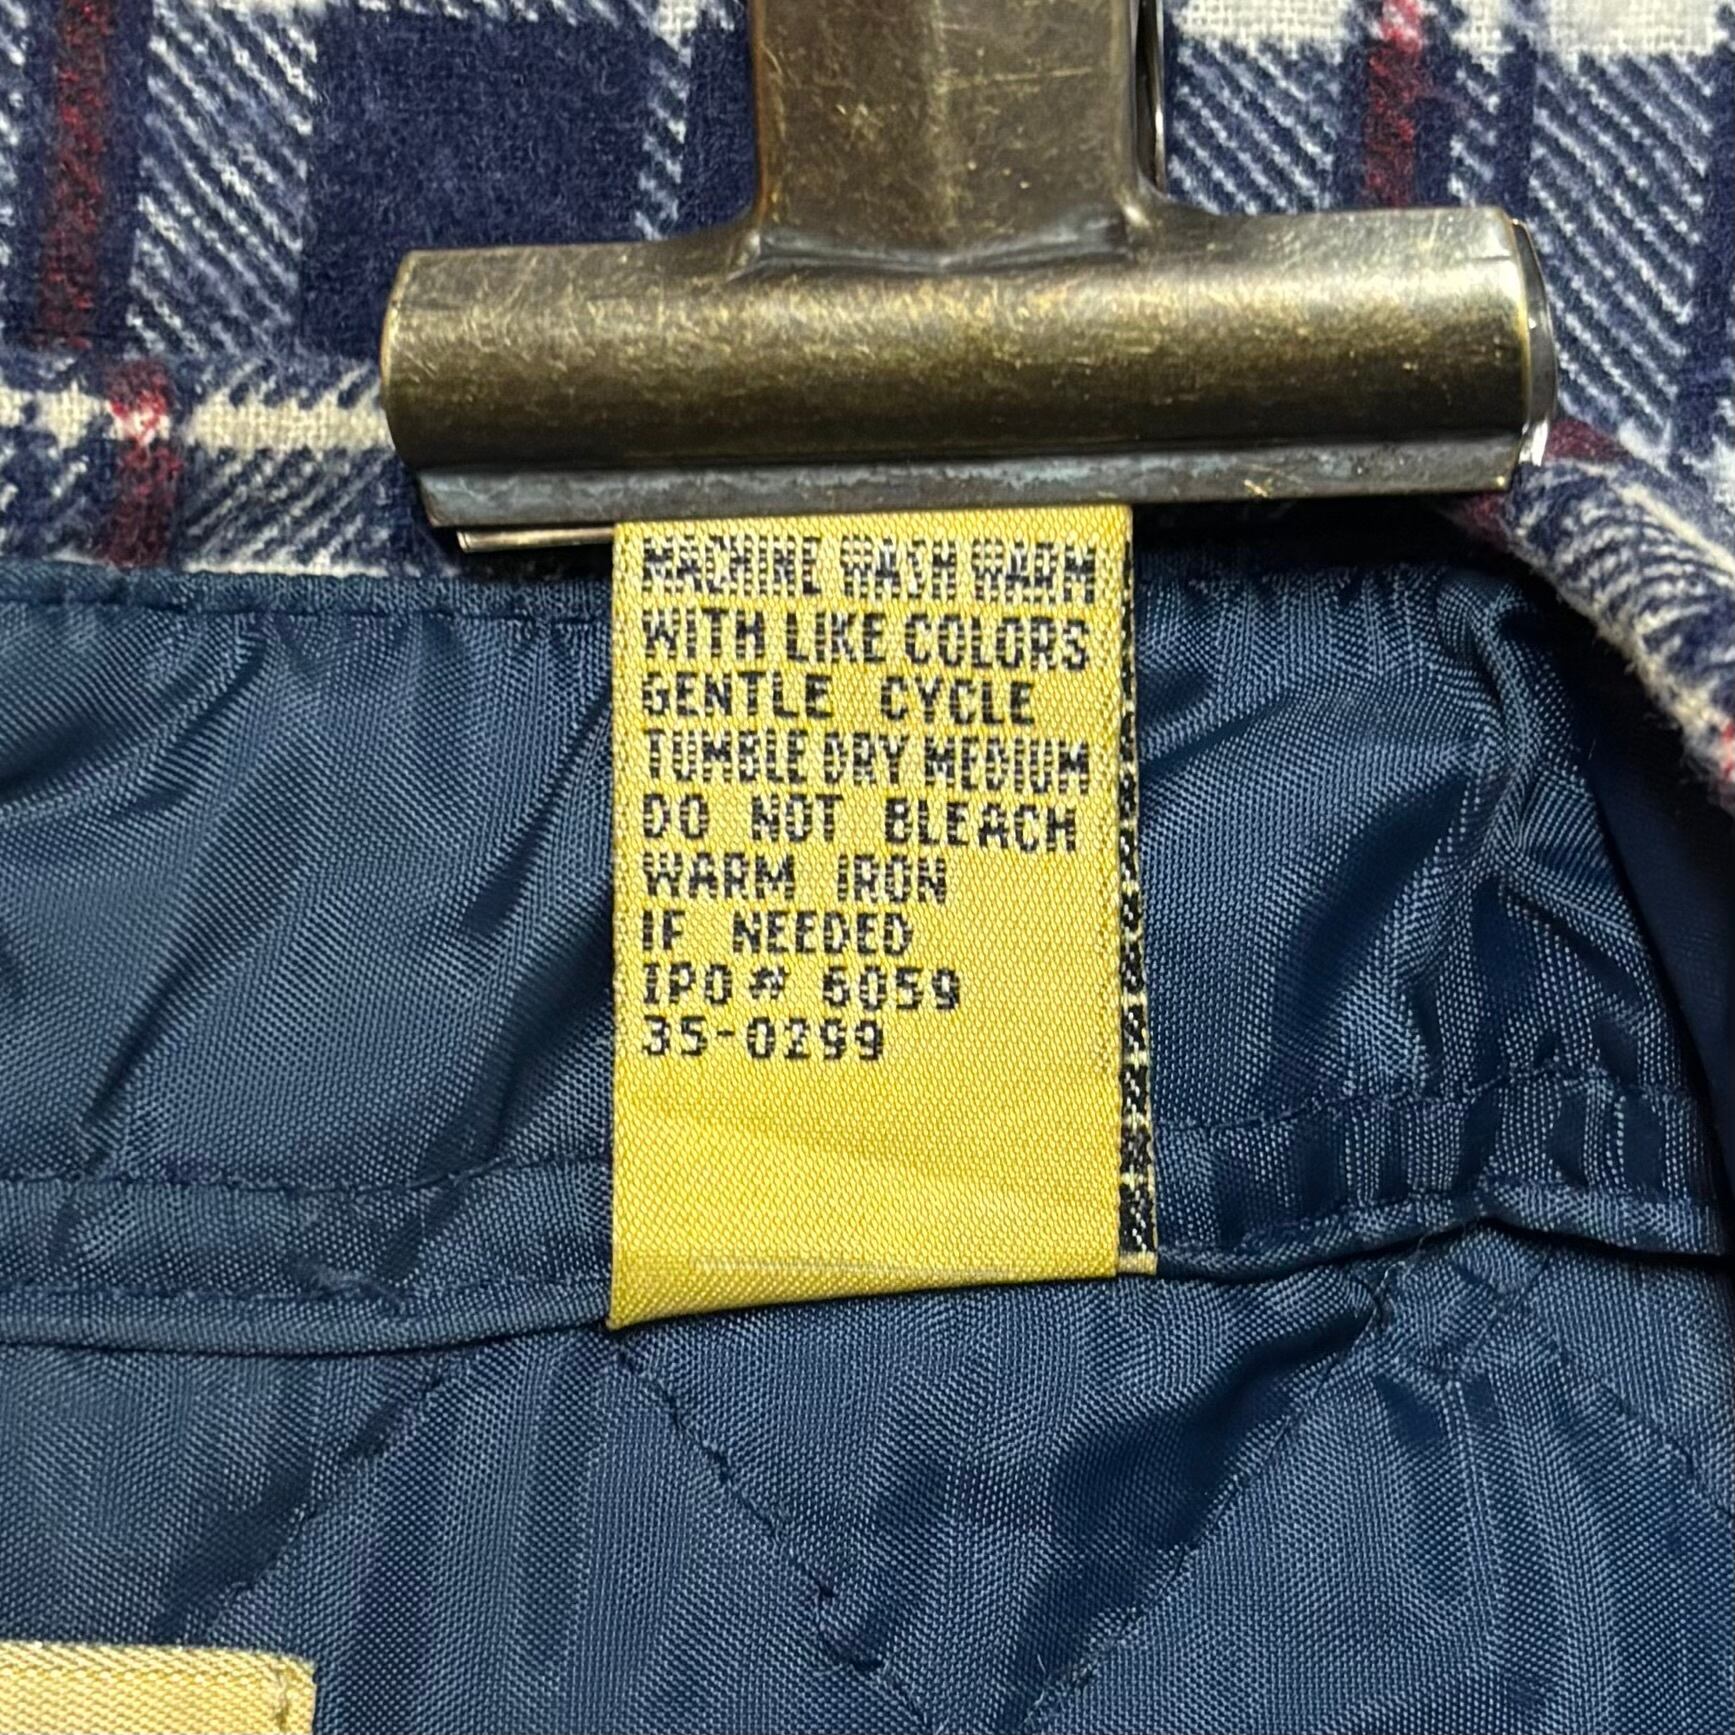 MACHINE WASH WARM
WITH LIKE COLORS
GENTLE CYCLE
TUMBLE DRY MEDIUM
DO NOT BLEACH
WARM IRON
IF NEEDED
IPO # 6059
35-0299